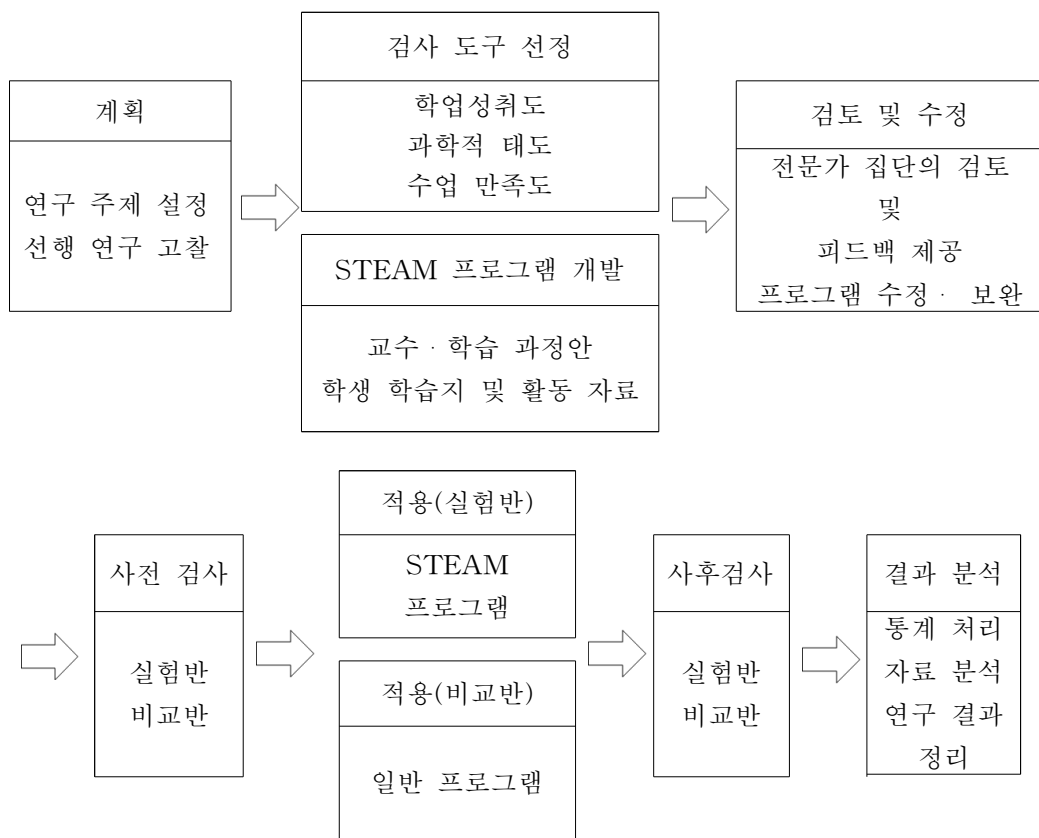 계획
연구 주제 설정
선행 연구 고찰
검사 도구 선정
학업성취도
과학적 태도
수업 만족도
STEAM 프로그램 개발
교수 · 학습 과정안
학생 학습지 및 활동 자료
검토 및 수정
전문가 집단의 검토
및
피드백 제공
프로그램 수정 · 보완
사전 검사
실험반
비교반
적용(실험반)
STEAM
프로그램
적용(비교반)
일반 프로그램
사후검사
실험반
비교반
결과 분석
통계 처리
자료 분석
연구 결과
정리